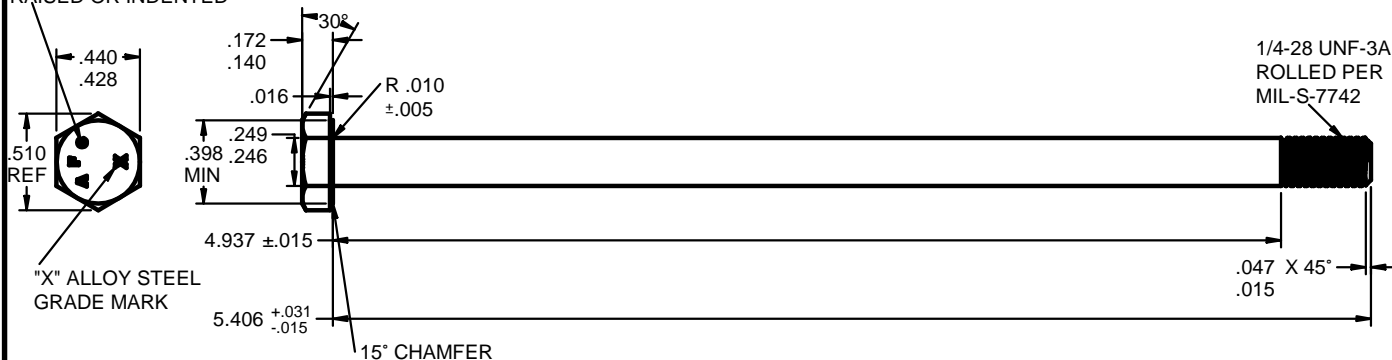 RAISED OR INDENTED
30°
.172
.140
.440
.428
.016
R .010
±.005
1/4-28 UNF-3A
ROLLED PER
MIL-S-7742
.510
REF
A F X
.398
MIN
.249
.246
4.937 ±.015
"X" ALLOY STEEL
GRADE MARK
.047 X 45°
.015
5.406 +.031
-.015
15° CHAMFER